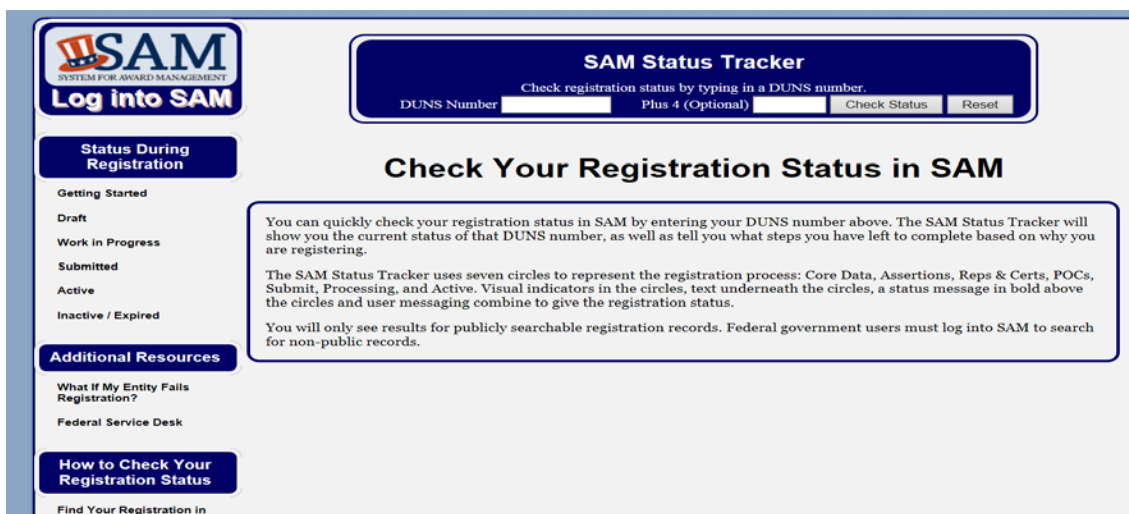 SAM
SYSTEM FOR AWARD MANAGEMENT
Log into SAM
SAM Status Tracker
Check registration status by typing in a DUNS number.
DUNS Number Plus 4 (Optional) Check Status Reset
Status During
Registration
Getting Started
Draft
Work in Progress
Submitted
Active
Inactive / Expired
Additional Resources
What If My Entity Fails
Registration?
Federal Service Desk
How to Check Your
Registration Status
Find Your Registration in
Check Your Registration Status in SAM
You can quickly check your registration status in SAM by entering your DUNS number above. The SAM Status Tracker will
show you the current status of that DUNS number, as well as tell you what steps you have left to complete based on why you
are registering.
The SAM Status Tracker uses seven circles to represent the registration process: Core Data, Assertions, Reps & Certs, POCs,
Submit, Processing, and Active. Visual indicators in the circles, text underneath the circles, a status message in bold above
the circles and user messaging combine to give the registration status.
You will only see results for publicly searchable registration records. Federal government users must log into SAM to search
for non-public records.